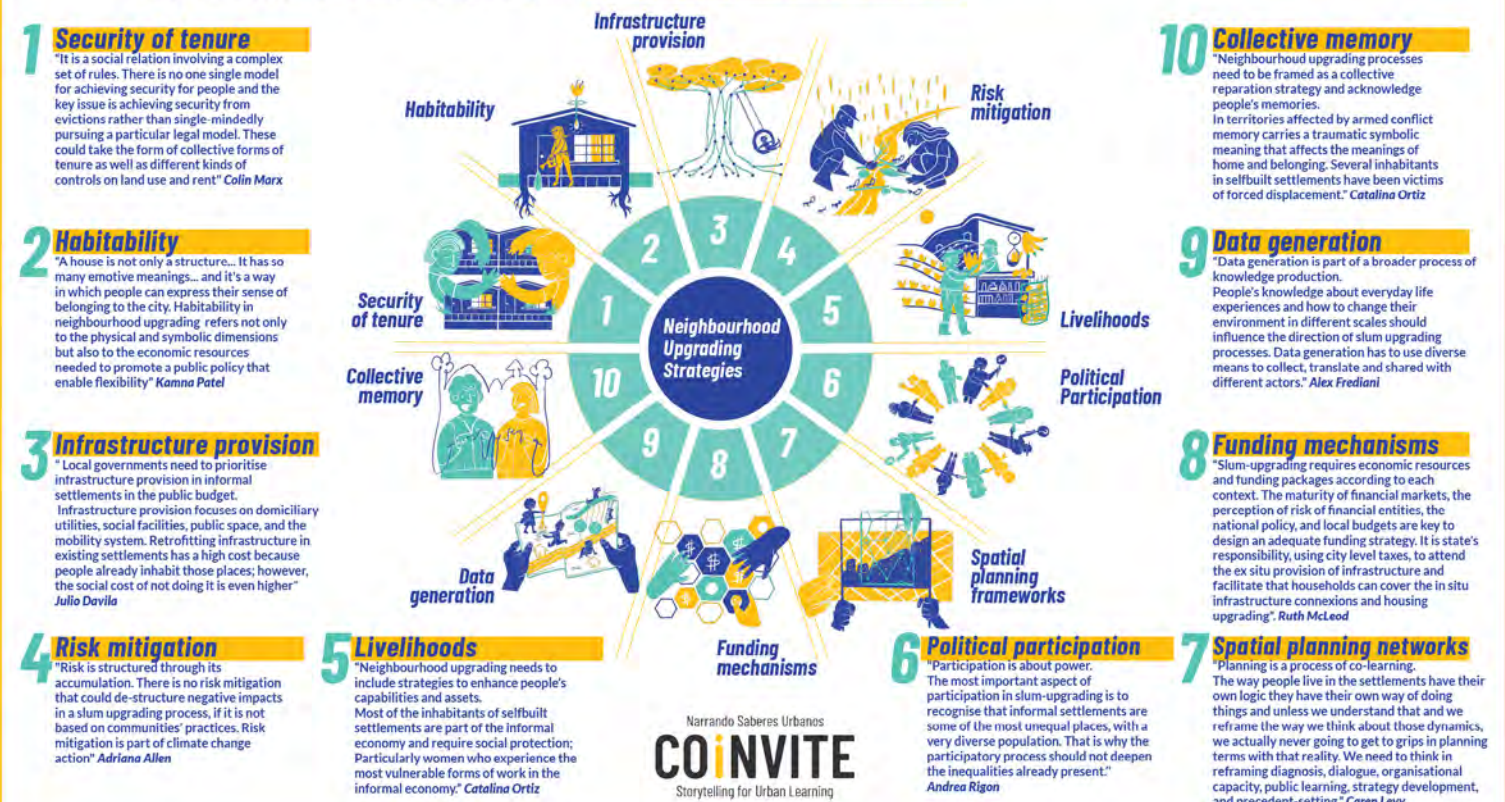 1
Security of tenure
"It is a social relation involving a complex
set of rules. There is no one single model
for achieving security for people and the
key issue is achieving security from
evictions rather than single-mindedly
pursuing a particular legal model. These
could take the form of collective forms of
tenure as well as different kinds of
controls on land use and rent" Colin Marx
2
Habitability
"A house is not only a structure... It has so
many emotive meanings... and it's a way
in which people can express their sense of
belonging to the city. Habitability in
neighbourhood upgrading refers not only
to the physical and symbolic dimensions
but also to the economic resources
needed to promote a public policy that
enable flexibility" Kamna Patel
3
Infrastructure provision
" Local governments need to prioritise
infrastructure provision in informal
settlements in the public budget.
Infrastructure provision focuses on domiciliary
utilities, social facilities, public space, and the
mobility system. Retrofitting infrastructure in
existing settlements has a high cost because
people already inhabit those places; however,
the social cost of not doing it is even higher"
Julio Davila
4
Risk mitigation
"Risk is structured through its
accumulation. There is no risk mitigation
that could de-structure negative impacts
in a slum upgrading process, if it is not
based on communities' practices. Risk
mitigation is part of climate change
action" Adriana Allen
5
Livelihoods
"Neighbourhood upgrading needs to
include strategies to enhance people's
capabilities and assets.
Most of the inhabitants of selfbuilt
settlements are part of the informal
economy and require social protection;
Particularly women who experience the
most vulnerable forms of work in the
informal economy." Catalina Ortiz
Infrastructure
provision
Habitability
Risk
mitigation
Security
of tenure
Livelihoods
Collective
memory
Political
Participation
Data
generation
Spatial
planning
frameworks
Funding
mechanisms
Neighbourhood
Upgrading
Strategies
1
2
3
4
5
6
7
8
9
10
$
$
$
Narrando Saberes Urbanos
COiNVITE
Storytelling for Urban Learning
6
Political participation
"Participation is about power.
The most important aspect of
participation in slum-upgrading is to
recognise that informal settlements are
some of the most unequal places, with a
very diverse population. That is why the
participatory process should not deepen
the inequalities already present."
Andrea Rigon
10
Collective memory
"Neighbourhoud upgrading processes
need to be framed as a collective
reparation strategy and acknowledge
people's memories.
In territories affected by armed conflict
memory carries a traumatic symbolic
meaning that affects the meanings of
home and belonging. Several inhabitants
in selfbuilt settlements have been victims
of forced displacement." Catalina Ortiz
9
Data generation
"Data generation is part of a broader process of
knowledge production.
People's knowledge about everyday life
experiences and how to change their
environment in different scales should
influence the direction of slum upgrading
processes. Data generation has to use diverse
means to collect, translate and shared with
different actors." Alex Frediani
8
Funding mechanisms
"Slum-upgrading requires economic resources
and funding packages according to each
context. The maturity of financial markets, the
perception of risk of financial entities, the
national policy, and local budgets are key to
design an adequate funding strategy. It is state's
responsibility, using city level taxes, to attend
the ex situ provision of infrastructure and
facilitate that households can cover the in situ
infrastructure connexions and housing
upgrading". Ruth McLeod
7
Spatial planning networks
"Planning is a process of co-learning.
The way people live in the settlements have their
own logic they have their own way of doing
things and unless we understand that and we
reframe the way we think about those dynamics,
we actually never going to get to grips in planning
terms with that reality. We need to think in
reframing diagnosis, dialogue, organisational
capacity, public learning, strategy development,
and precedent-setting." Caren Levy